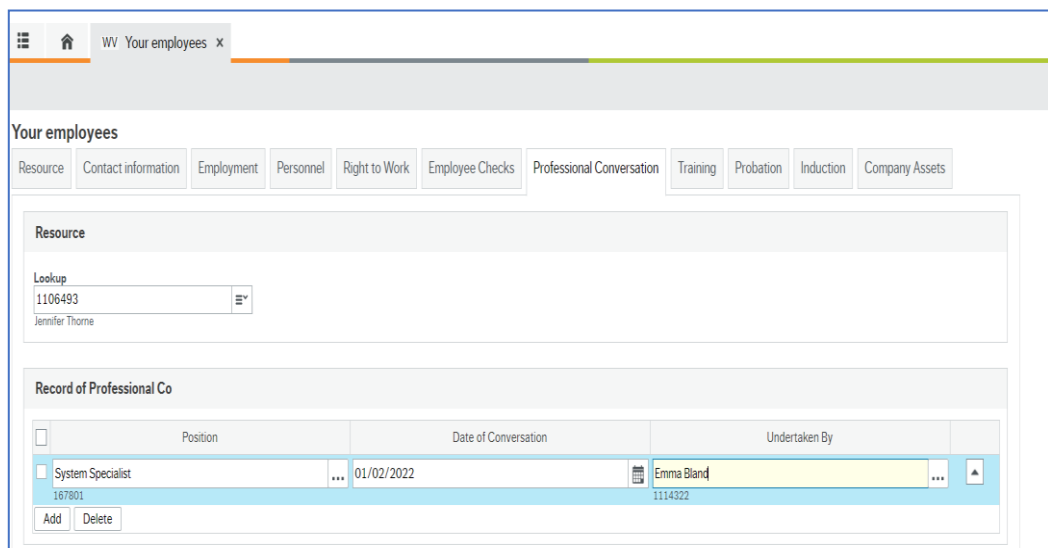 WV Your employees x
Your employees
Resource Contact information Employment Personnel Right to Work Employee Checks Professional Conversation Training Probation Induction Company Assets
Resource
Lookup
1106493
Jennifer Thorne
Record of Professional Co
Position Date of Conversation Undertaken By
System Specialist ... 01/02/2022 Emma Bland ...
167801 1114322
Add Delete